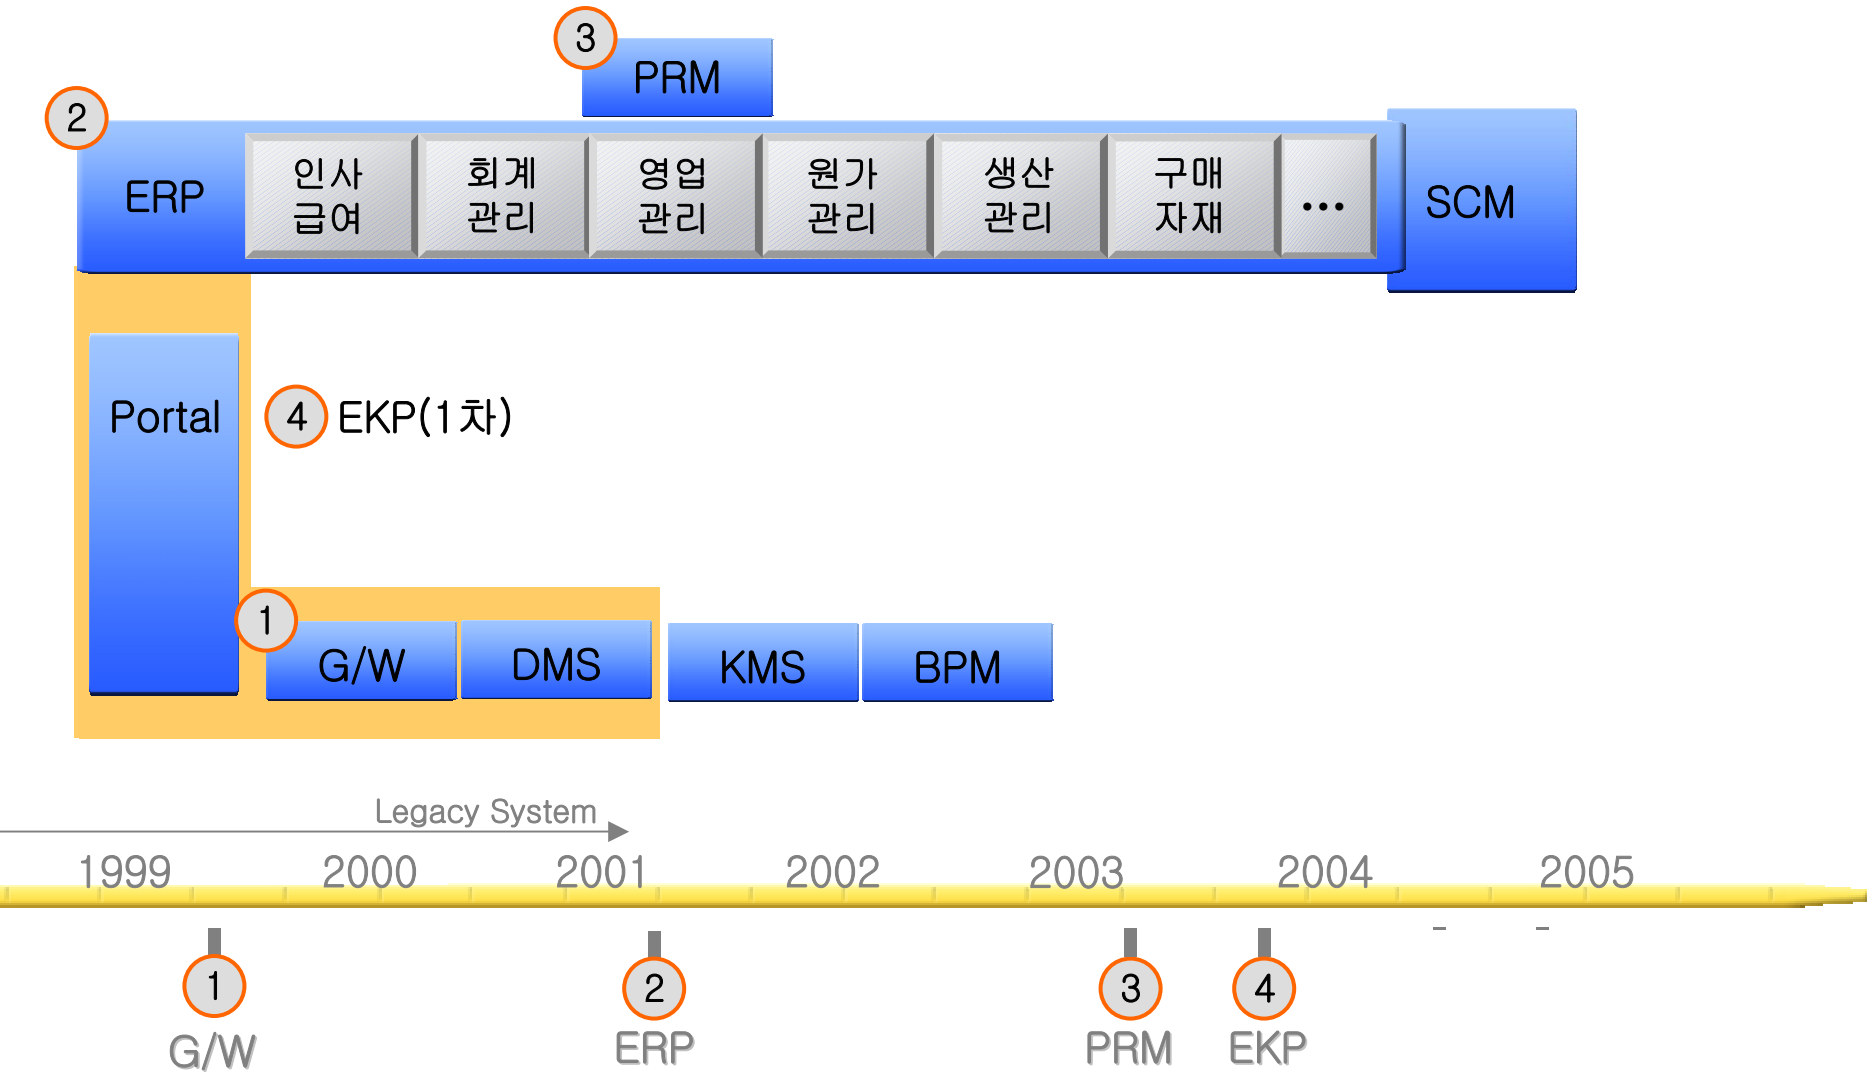 3
PRM
2
ERP
인사
급여
회계
관리
영업
관리
원가
관리
생산
관리
구매
자재
...
SCM
Portal
4
EKP(1차)
1
G/W
DMS
KMS
BPM
Legacy System
1999
2000
2001
2002
2003
2004
2005
1
2
3
4
G/W
ERP
PRM
EKP